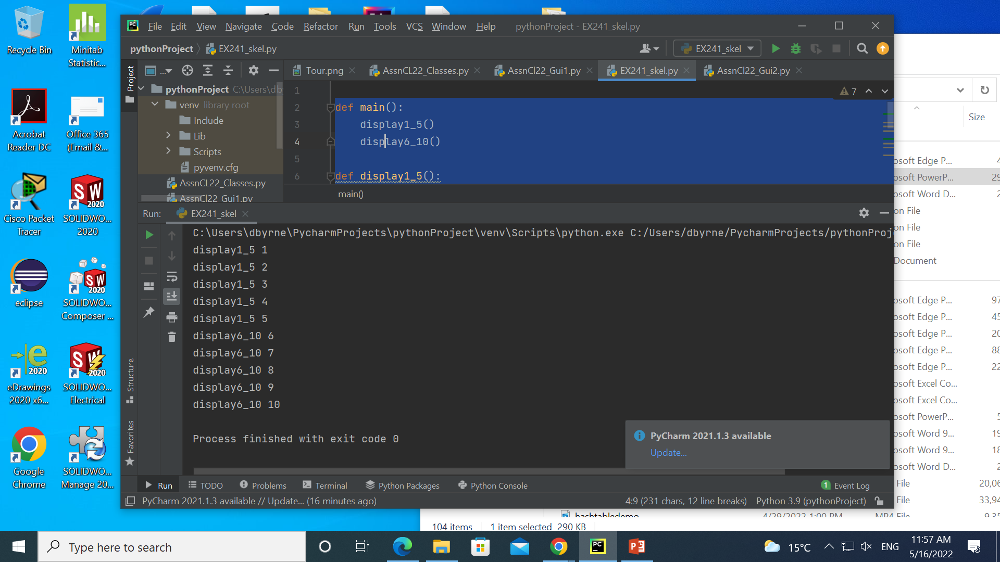 Recycle Bin
Minitab
Statistic...
Acrobat
Reader DC
Office 365
(Email &...
Cisco Packet
Tracer
SOLIDWO...
2020
eclipse
SOLIDWO...
Composer ...
eDrawings
2020 x6...
SOLIDWO...
Electrical
Google
Chrome
SOLIDWO...
Manage 20...
File Edit View Navigate Code Refactor Run Tools VCS Window Help pythonProject - EX241_skel.py
pythonProject EX241_skel.py
EX241_skel
Project
...
Tour.png
AssnCL22_Classes.py
AssnCl22_Gui1.py
EX241_skel.py
AssnCl22_Gui2.py
pythonProject C:\Users\db
venv library root
Include
Lib
Scripts
pyvenv.cfg
AssnCL22_Classes.py
AssnCl22_Gui1.py
7
1
2 def main():
3 display1_5()
4 display6_10()
5
6 def display1_5():
main()
Run: EX241_skel
C:\Users\dbyrne\PycharmProjects\pythonProject\venv\Scripts\python.exe C:/Users/dbyrne/PycharmProjects/pythonProj
display1_5 1
display1_5 2
display1_5 3
display1_5 4
display1_5 5
display6_10 6
display6_10 7
display6_10 8
display6_10 9
display6_10 10
Process finished with exit code 0
Structure
Favorites
PyCharm 2021.1.3 available
Update...
Run TODO Problems Terminal Python Packages Python Console
1 Event Log
PyCharm 2021.1.3 available // Update... (16 minutes ago)
4:9 (231 chars, 12 line breaks) Python 3.9 (pythonProject)
Size
osoft Edge P...
osoft PowerP... 29
osoft Word D... 2
on File
on File
on File
Document
osoft Edge P... 97
osoft Edge P... 45
osoft Edge P... 20
osoft Edge P... 88
osoft Edge P... 22
osoft Excel Co...
osoft Excel Co...
osoft PowerP... 5
osoft Word 9... 19
osoft Word 9... 18
osoft Word D... 2
File 20,06
File 33,94
hashtabledemo 4/29/2022 1:00 PM MP4 File 9,35
104 items 1 item selected 290 KB
Type here to search
15°C
ENG
11:57 AM
5/16/2022